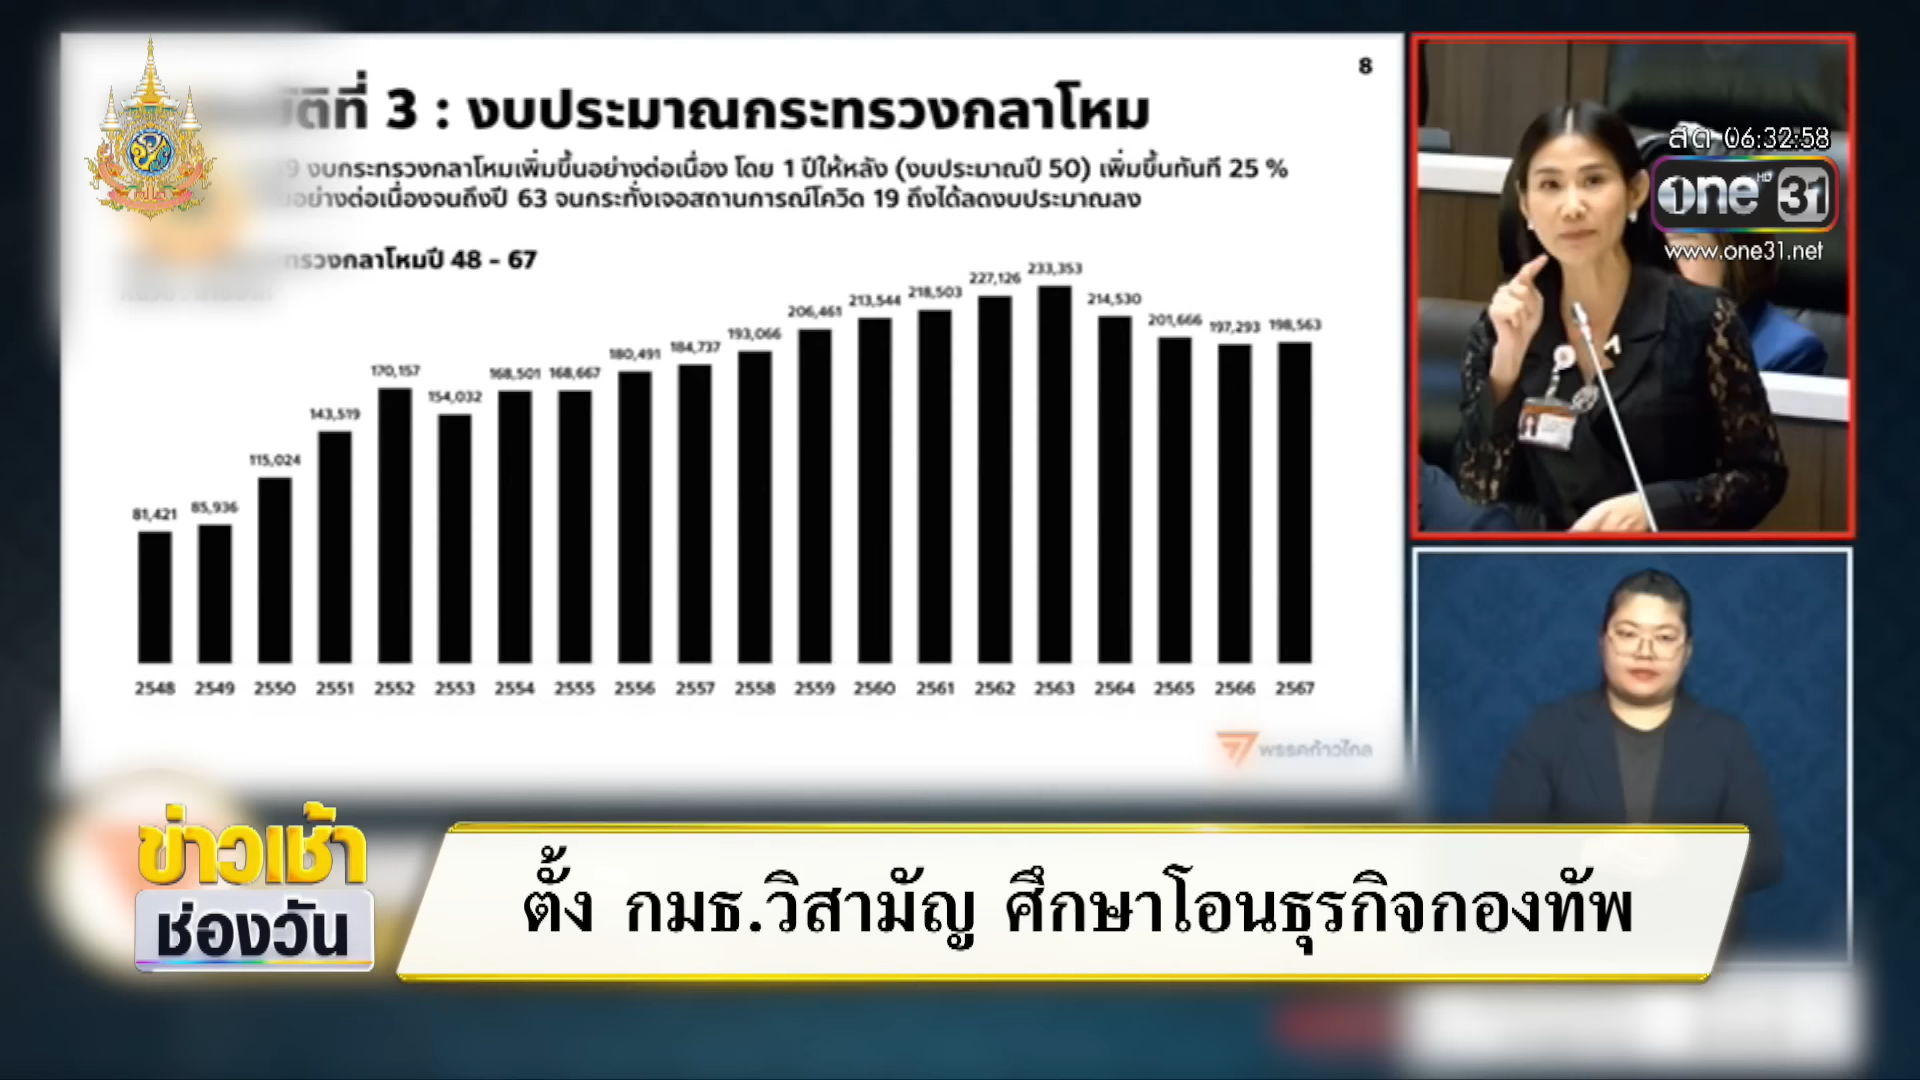 8
ที่ 3 : งบประมาณกระทรวงกลาโหม
งบกระทรวงกลาโหมเพิ่มขึ้นอย่างต่อเนื่อง โดย 1 ปีให้หลัง (งบประมาณปี 50) เพิ่มขึ้นทันที 25 %
อย่างต่อเนื่องจนถึงปี 63 จนกระทั่งเจอสถานการณ์โควิด 19 ถึงได้ลดงบประมาณลง
ทรวงกลาโหมปี 48 - 67
81,421 85,936 115,024 143,519 170,157 154,032 168,501 168,667 180,491 184,737 193,066 206,461 213,544 218,503 227,126 233,353 214,530 201,666 197,293 198,563
2548 2549 2550 2551 2552 2553 2554 2555 2556 2557 2558 2559 2560 2561 2562 2563 2564 2565 2566 2567
พรรคก้าวไกล
สด 06:32:58
one HD 31
www.one31.net
ข่าวเช้า
ช่องวัน
ตั้ง กมธ.วิสามัญ ศึกษาโอนธุรกิจกองทัพ